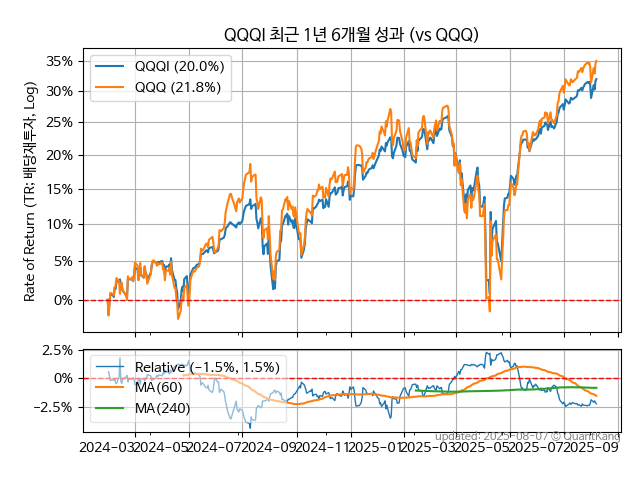 QQQI 최근 1년 6개월 성과 (vs QQQ)
Rate of Return (TR: 배당재투자, Log)
QQQI (20.0%)
QQQ (21.8%)
35%
30%
25%
20%
15%
10%
5%
0%
2.5%
0%
−2.5%
Relative (−1.5%, 1.5%)
MA(60)
MA(240)
2024-03
2024-05
2024-07
2024-09
2024-11
2025-01
2025-03
2025-05
2025-07
2025-09
updated: 2025-08-07 © QuantKang